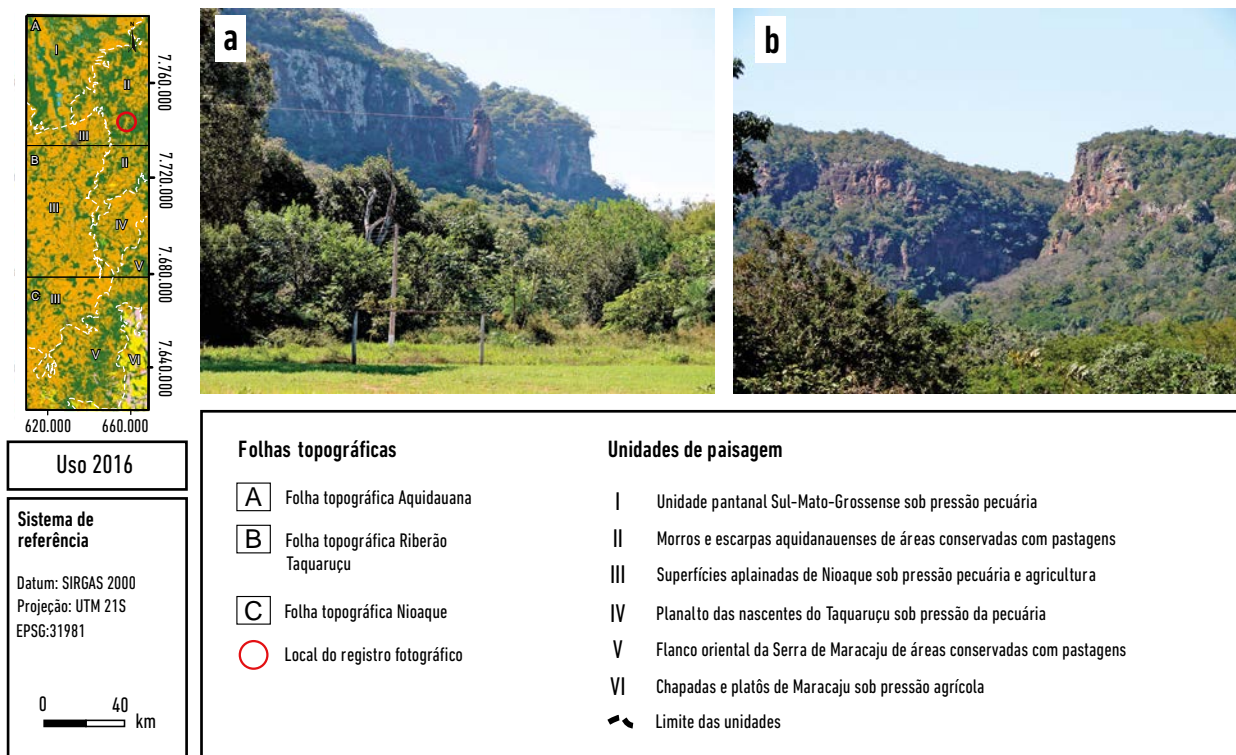 A
N
I
II
III
B
II
III
IV
V
C
III
V
VI
7.760.000
7.720.000
7.680.000
7.640.000
620.000 660.000
a
b
Uso 2016
Sistema de
referência
Datum: SIRGAS 2000
Projeção: UTM 21S
EPSG:31981
0 40
km
Folhas topográficas
A Folha topográfica Aquidauana
B Folha topográfica Riberão
Taquaruçu
C Folha topográfica Nioaque
Local do registro fotográfico
Unidades de paisagem
I Unidade pantanal Sul-Mato-Grossense sob pressão pecuária
II Morros e escarpas aquidanauenses de áreas conservadas com pastagens
III Superfícies aplainadas de Nioaque sob pressão pecuária e agricultura
IV Planalto das nascentes do Taquaruçu sob pressão da pecuária
V Flanco oriental da Serra de Maracaju de áreas conservadas com pastagens
VI Chapadas e platôs de Maracaju sob pressão agrícola
Limite das unidades